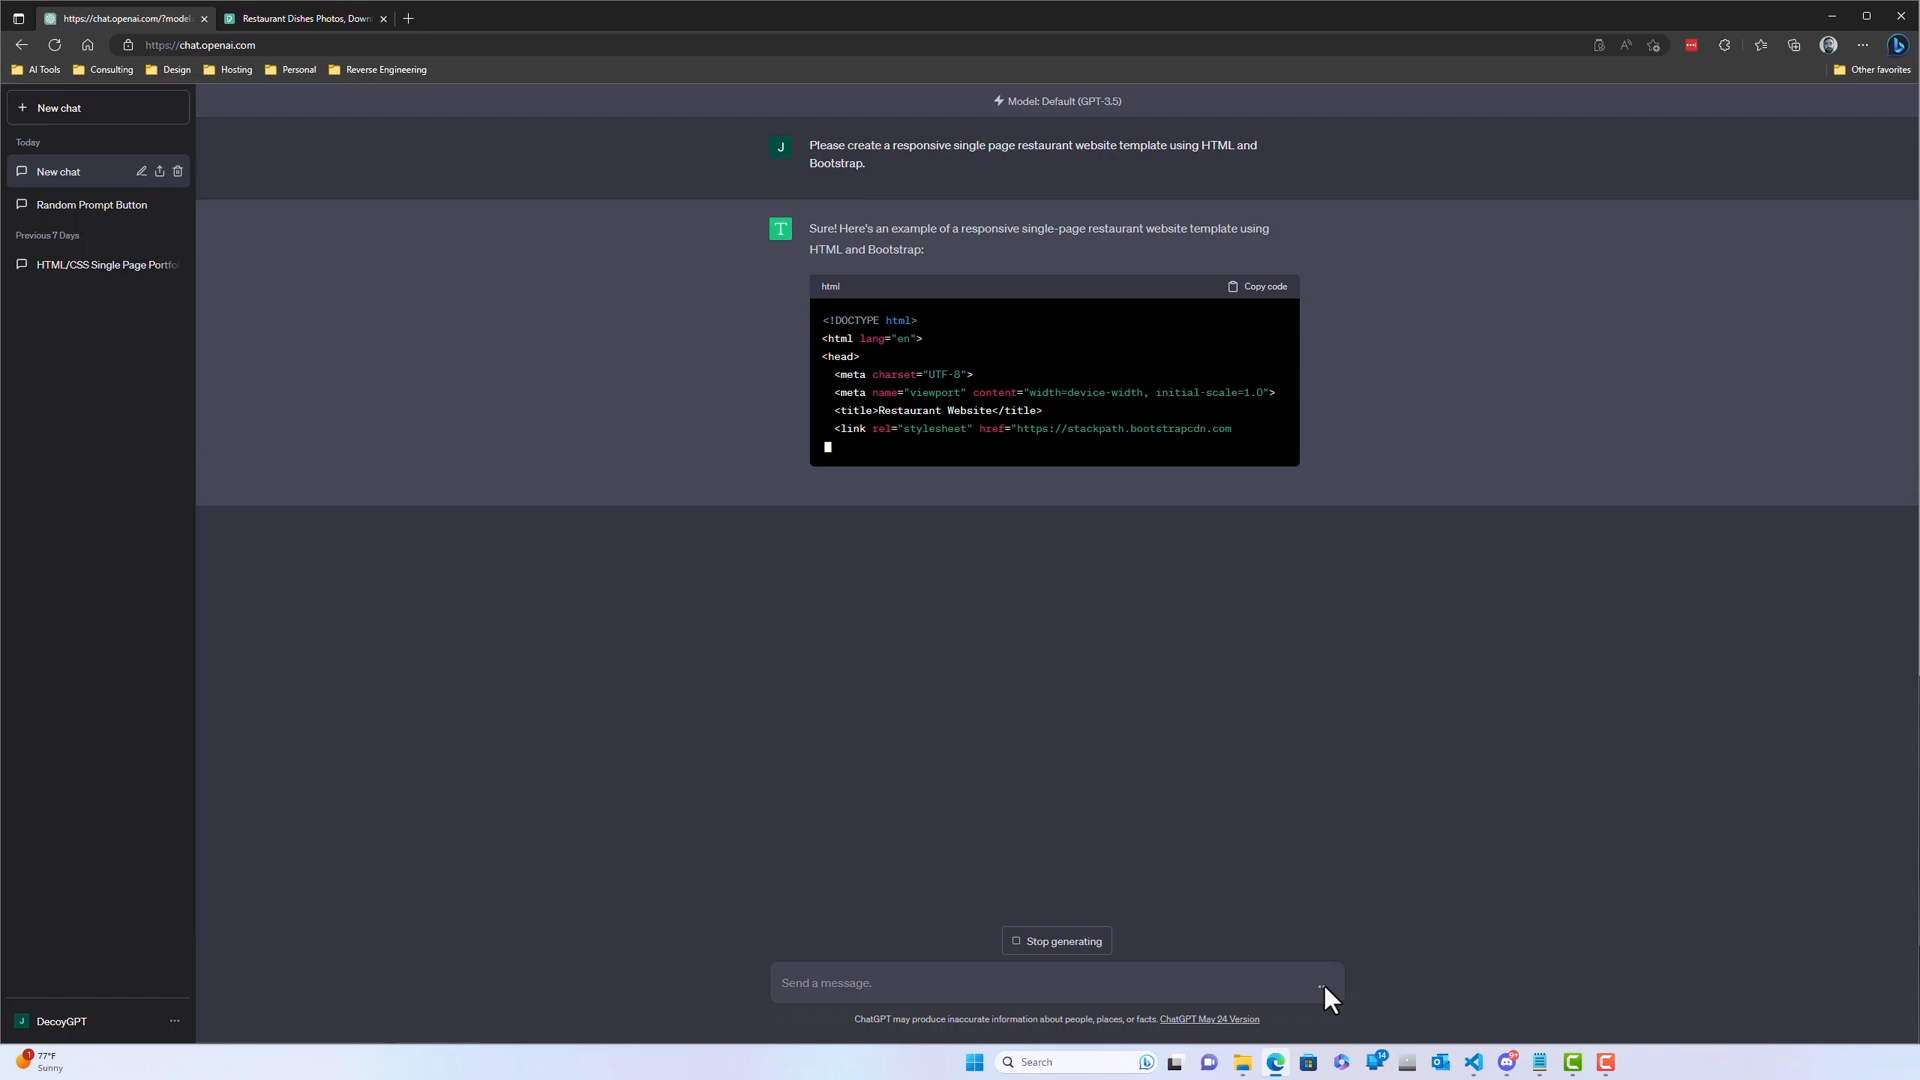 https://chat.openai.com/?model=
Restaurant Dishes Photos, Down
https://chat.openai.com
AI Tools
Consulting
Design
Hosting
Personal
Reverse Engineering
Other favorites
New chat
Model: Default (GPT-3.5)
Today
New chat
Random Prompt Button
Previous 7 Days
HTML/CSS Single Page Portfo
J
Please create a responsive single page restaurant website template using HTML and
Bootstrap.
Sure! Here's an example of a responsive single-page restaurant website template using
HTML and Bootstrap:
html
Copy code
<!DOCTYPE html>
<html lang="en">
<head>
<meta charset="UTF-8">
<meta name="viewport" content="width=device-width, initial-scale=1.0">
<title>Restaurant Website</title>
<link rel="stylesheet" href="https://stackpath.bootstrapcdn.com
Stop generating
Send a message.
ChatGPT may produce inaccurate information about people, places, or facts. ChatGPT May 24 Version
J
DecoyGPT
1
77°F
Sunny
Search
14
9+